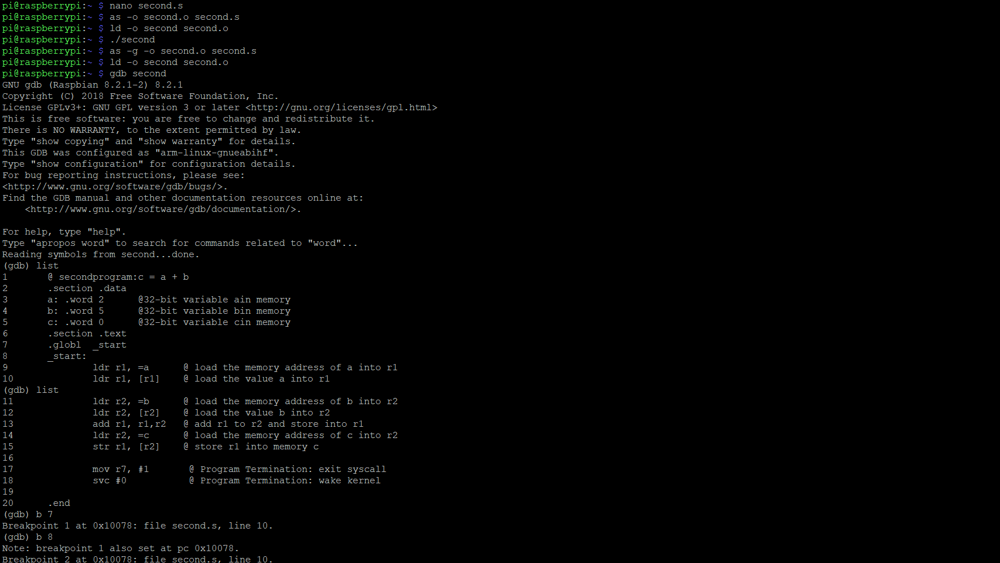 pi@raspberrypi:~ $ nano second.s
pi@raspberrypi:~ $ as -o second.o second.s
pi@raspberrypi:~ $ ld -o second second.o
pi@raspberrypi:~ $ ./second
pi@raspberrypi:~ $ as -g -o second.o second.s
pi@raspberrypi:~ $ ld -o second second.o
pi@raspberrypi:~ $ gdb second
GNU gdb (Raspbian 8.2.1-2) 8.2.1
Copyright (C) 2018 Free Software Foundation, Inc.
License GPLv3+: GNU GPL version 3 or later <http://gnu.org/licenses/gpl.html>
This is free software: you are free to change and redistribute it.
There is NO WARRANTY, to the extent permitted by law.
Type "show copying" and "show warranty" for details.
This GDB was configured as "arm-linux-gnueabihf".
Type "show configuration" for configuration details.
For bug reporting instructions, please see:
<http://www.gnu.org/software/gdb/bugs/>.
Find the GDB manual and other documentation resources online at:
    <http://www.gnu.org/software/gdb/documentation/>.

For help, type "help".
Type "apropos word" to search for commands related to "word"...
Reading symbols from second...done.
(gdb) list
1       @ secondprogram:c = a + b
2       .section .data
3       a: .word 2      @32-bit variable ain memory
4       b: .word 5      @32-bit variable bin memory
5       c: .word 0      @32-bit variable cin memory
6       .section .text
7       .globl  _start
8       _start:
9               ldr r1, =a      @ load the memory address of a into r1
10              ldr r1, [r1]    @ load the value a into r1
(gdb) list
11              ldr r2, =b      @ load the memory address of b into r2
12              ldr r2, [r2]    @ load the value b into r2
13              add r1, r1,r2   @ add r1 to r2 and store into r1
14              ldr r2, =c      @ load the memory address of c into r2
15              str r1, [r2]    @ store r1 into memory c
16
17              mov r7, #1       @ Program Termination: exit syscall
18              svc #0           @ Program Termination: wake kernel
19
20      .end
(gdb) b 7
Breakpoint 1 at 0x10078: file second.s, line 10.
(gdb) b 8
Note: breakpoint 1 also set at pc 0x10078.
Breakpoint 2 at 0x10078: file second.s, line 10.